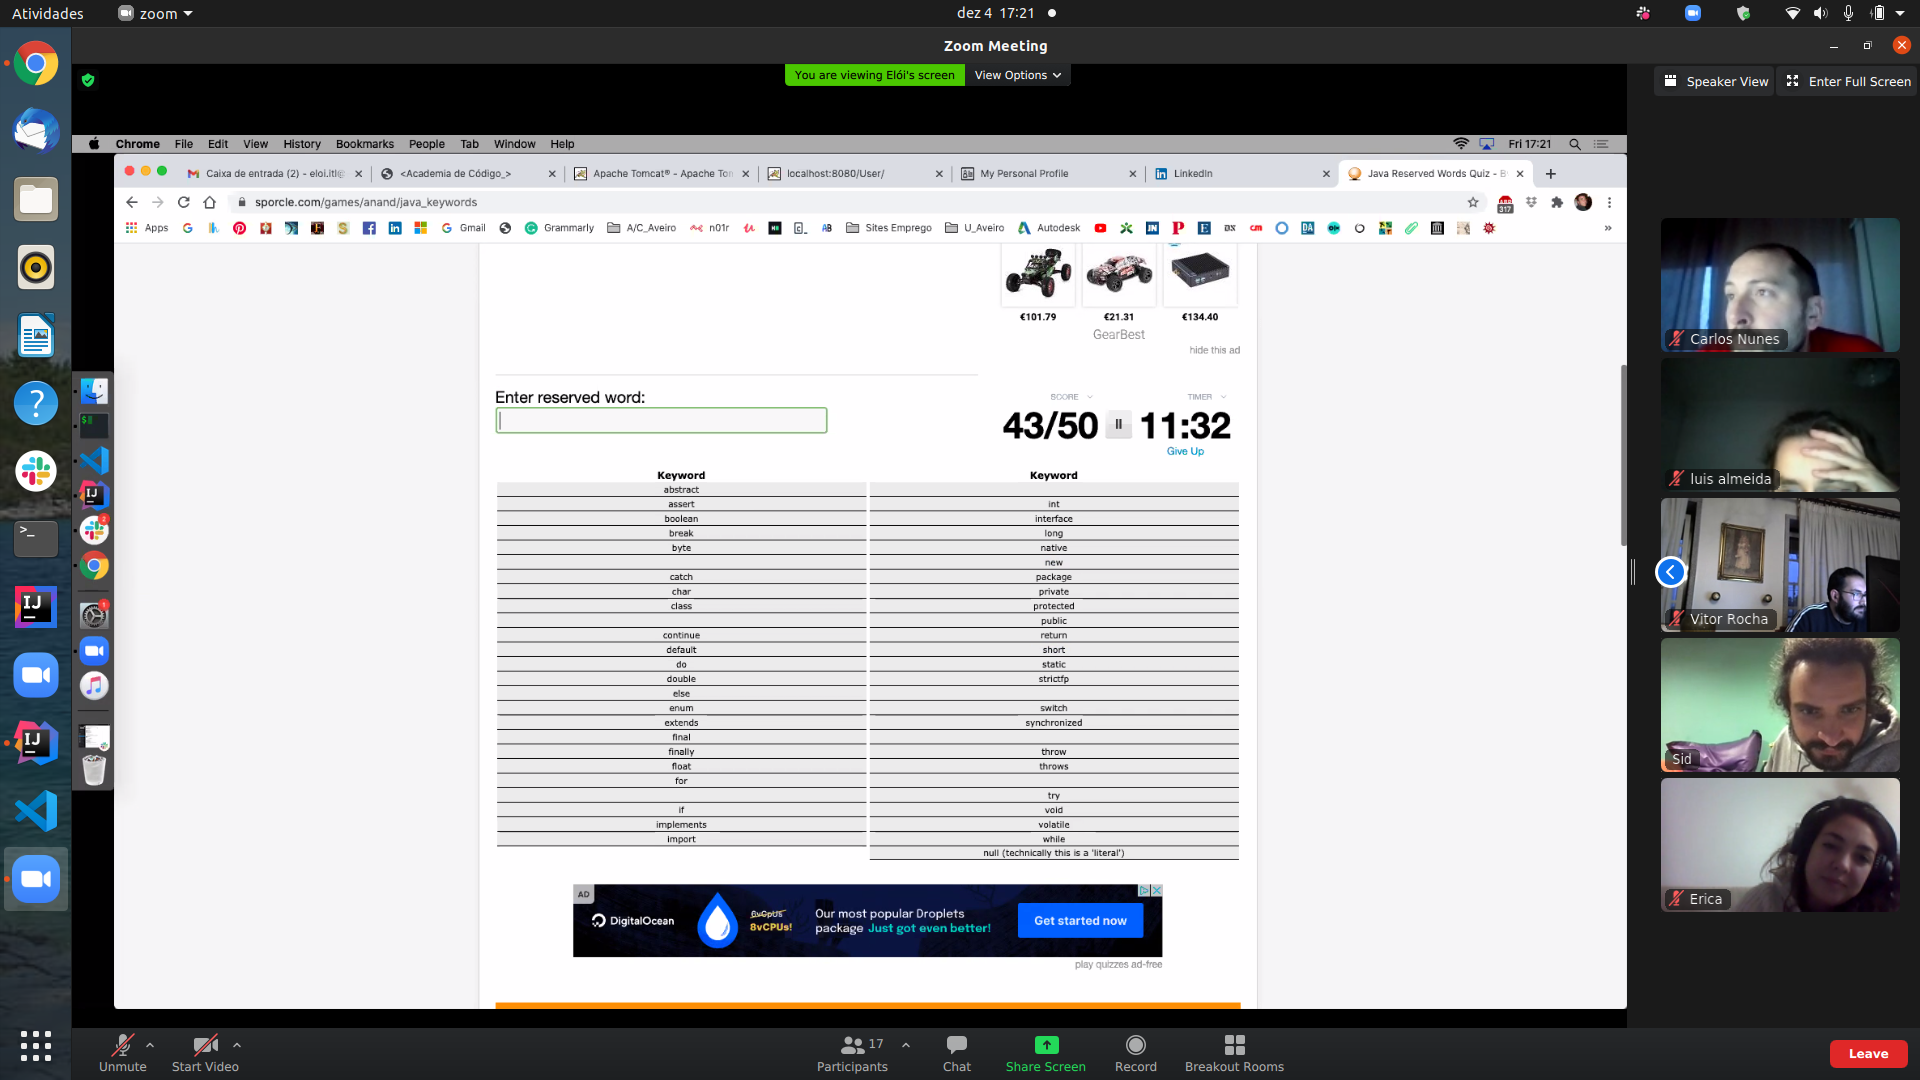 Atividades
zoom
dez 4 17:21
Zoom Meeting
You are viewing Elói's screen
View Options
Speaker View
Enter Full Screen
Chrome File Edit View History Bookmarks People Tab Window Help
Fri 17:21
Caixa de entrada (2) - eloi.itl@
<Academia de Código_>
Apache Tomcat® - Apache Tom
localhost:8080/User/
My Personal Profile
LinkedIn
Java Reserved Words Quiz - B
sporcle.com/games/anand/java_keywords
317
Apps
Gmail
Grammarly
A/C_Aveiro
n01r
Sites Emprego
U_Aveiro
Autodesk
»
€101.79
€21.31
€134.40
GearBest
hide this ad
Enter reserved word:
SCORE
TIMER
43/50
11:32
Give Up
Keyword
abstract
assert
boolean
break
byte
catch
char
class
continue
default
do
double
else
enum
extends
final
finally
float
for
if
implements
import
Keyword
int
interface
long
native
new
package
private
protected
public
return
short
static
strictfp
switch
synchronized
throw
throws
try
void
volatile
while
null (technically this is a 'literal')
AD
DigitalOcean
6vCPUs
8vCPUs!
Our most popular Droplets
package Just got even better!
Get started now
play quizzes ad-free
Carlos Nunes
luis almeida
Vitor Rocha
Sid
Erica
Unmute
Start Video
17
Participants
Chat
Share Screen
Record
Breakout Rooms
Leave